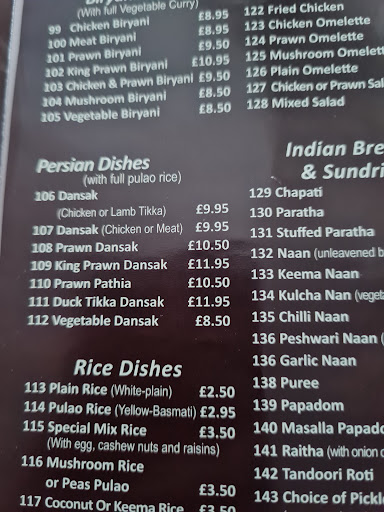 (With full Vegetable Curry)
99 Chicken Biryani £8.95
100 Meat Biryani £8.95
101 Prawn Biryani £9.50
102 King Prawn Biryani £10.95
103 Chicken & Prawn Biryani £9.50
104 Mushroom Biryani £8.50
105 Vegetable Biryani £8.50
Persian Dishes
(with full pulao rice)
106 Dansak
(Chicken or Lamb Tikka) £9.95
107 Dansak (Chicken or Meat) £9.95
108 Prawn Dansak £10.50
109 King Prawn Dansak £11.95
110 Prawn Pathia £10.50
111 Duck Tikka Dansak £11.95
112 Vegetable Dansak £8.50
Rice Dishes
113 Plain Rice (White-plain) £2.50
114 Pulao Rice (Yellow-Basmati) £2.95
115 Special Mix Rice £3.50
(With egg, cashew nuts and raisins)
116 Mushroom Rice
or Peas Pulao £3.50
117 Coconut Or Keema Rice £3.50
122 Fried Chicken
123 Chicken Omelette
124 Prawn Omelette
125 Mushroom Omelett
126 Plain Omelette
127 Chicken or Prawn Sal
128 Mixed Salad
Indian Bre
& Sundri
129 Chapati
130 Paratha
131 Stuffed Paratha
132 Naan (unleavened b
133 Keema Naan
134 Kulcha Nan (vegeta
135 Chilli Naan
136 Peshwari Naan (
136 Garlic Naan
138 Puree
139 Papadom
140 Masalla Papado
141 Raitha (with onion o
142 Tandoori Roti
143 Choice of Pickl